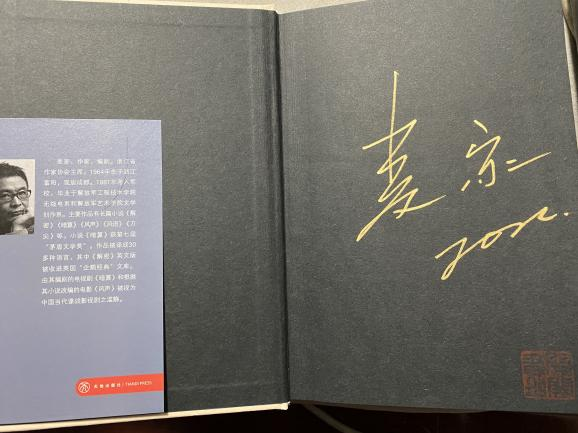 麦家，作家、编剧。浙江省
作家协会主席。1964年生于浙江
富阳，现居成都。1981年考入军
校，毕业于解放军工程技术学院
无线电系和解放军艺术学院文学
创作系。主要作品有长篇小说《解
密》《暗算》《风声》《风语》《刀
尖》等。小说《暗算》获第七届
“茅盾文学奖”。作品被译成30
多种语言，其中《解密》英文版
被收进英国“企鹅经典”文库。
由其编剧的电视剧《暗算》和根据
其小说改编的电影《风声》被誉为
中国当代谍战影视剧之滥觞。
天地出版社 | TIANDI PRESS
麦家